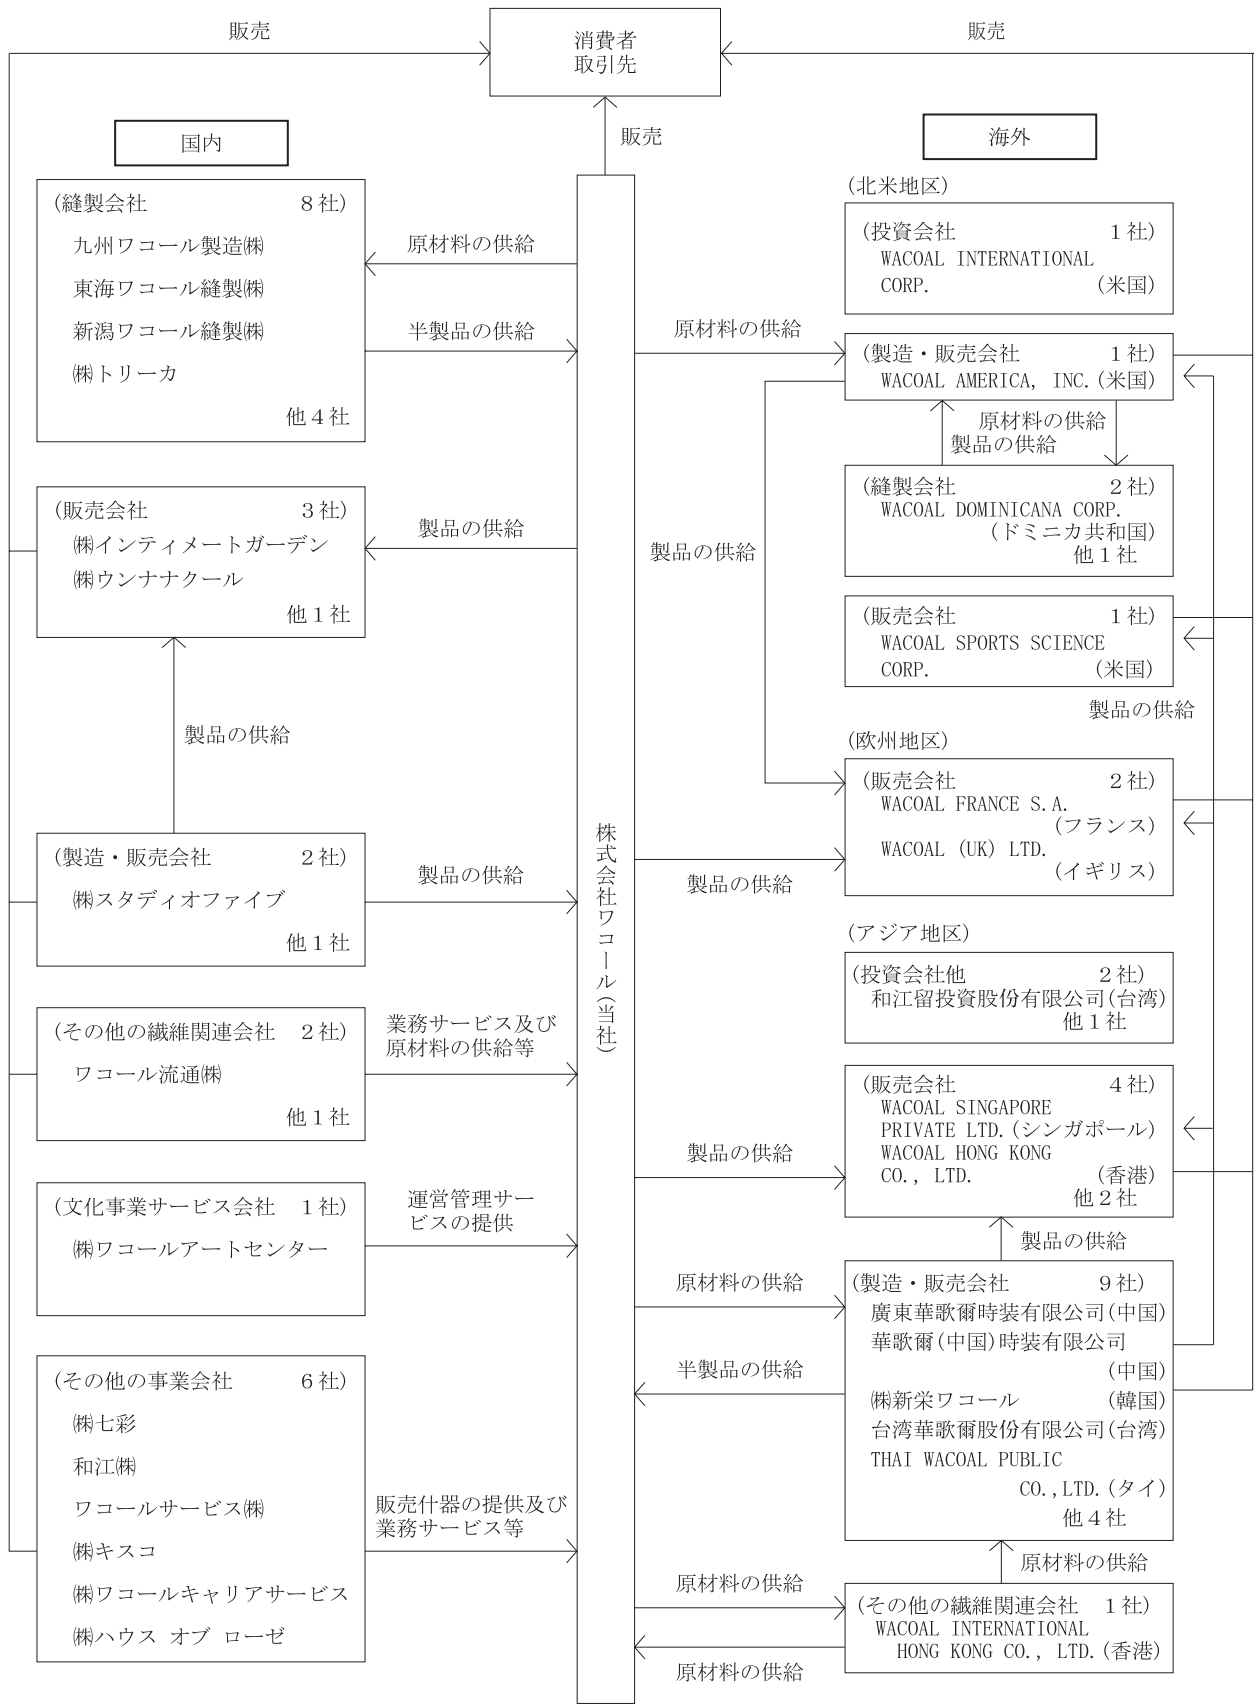 販売
消費者
取引先
販売
販売
国内
(縫製会社 8社)
九州ワコール製造㈱
東海ワコール縫製㈱
新潟ワコール縫製㈱
㈱トリーカ
他4社
原材料の供給
半製品の供給
(販売会社 3社)
㈱インティメートガーデン
㈱ウンナナクール
他1社
製品の供給
製品の供給
(製造・販売会社 2社)
㈱スタディオファイブ
他1社
製品の供給
(その他の繊維関連会社 2社)
ワコール流通㈱
他1社
業務サービス及び
原材料の供給等
(文化事業サービス会社 1社)
㈱ワコールアートセンター
運営管理サー
ビスの提供
(その他の事業会社 6社)
㈱七彩
和江㈱
ワコールサービス㈱
㈱キスコ
㈱ワコールキャリアサービス
㈱ハウス オブ ローゼ
販売什器の提供及び
業務サービス等
株式会社ワコール(当社)
海外
(北米地区)
(投資会社 1社)
WACOAL INTERNATIONAL
CORP. (米国)
原材料の供給
(製造・販売会社 1社)
WACOAL AMERICA, INC.(米国)
原材料の供給
製品の供給
(縫製会社 2社)
WACOAL DOMINICANA CORP.
(ドミニカ共和国)
他1社
製品の供給
(販売会社 1社)
WACOAL SPORTS SCIENCE
CORP. (米国)
製品の供給
(欧州地区)
(販売会社 2社)
WACOAL FRANCE S.A.
(フランス)
WACOAL (UK) LTD.
(イギリス)
製品の供給
(アジア地区)
(投資会社他 2社)
和江留投資股份有限公司(台湾)
他1社
(販売会社 4社)
WACOAL SINGAPORE
PRIVATE LTD.(シンガポール)
WACOAL HONG KONG
CO., LTD. (香港)
他2社
製品の供給
製品の供給
(製造・販売会社 9社)
廣東華歌爾時装有限公司(中国)
華歌爾(中国)時装有限公司
(中国)
㈱新栄ワコール (韓国)
台湾華歌爾股份有限公司(台湾)
THAI WACOAL PUBLIC
CO.,LTD.(タイ)
他4社
原材料の供給
半製品の供給
原材料の供給
(その他の繊維関連会社 1社)
WACOAL INTERNATIONAL
HONG KONG CO., LTD.(香港)
原材料の供給
原材料の供給